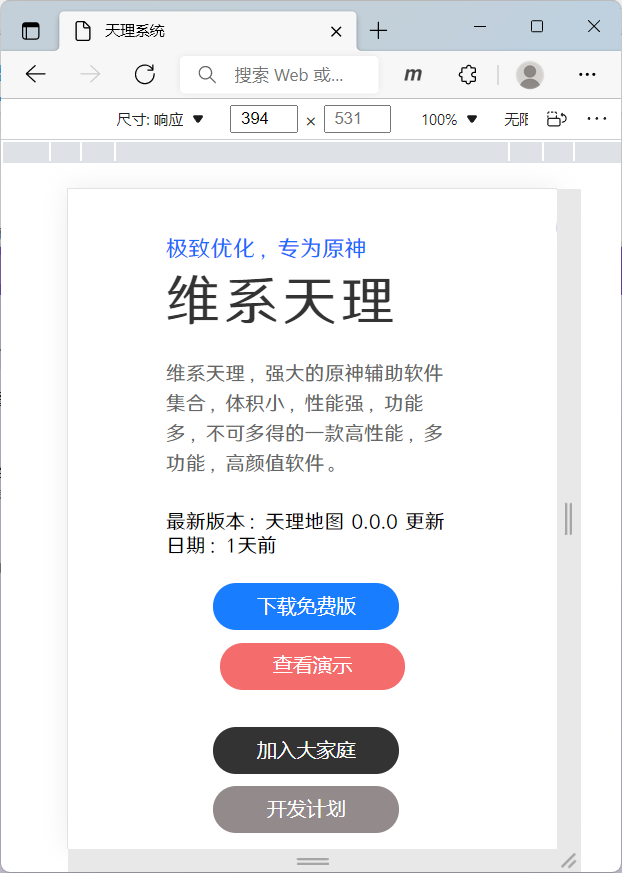 天理系统
搜索 Web 或...
m
尺寸: 响应
394 × 531
100%
无限
极致优化，专为原神
维系天理
维系天理，强大的原神辅助软件
集合，体积小，性能强，功能
多，不可多得的一款高性能，多
功能，高颜值软件。
最新版本：天理地图 0.0.0 更新
日期：1天前
下载免费版
查看演示
加入大家庭
开发计划